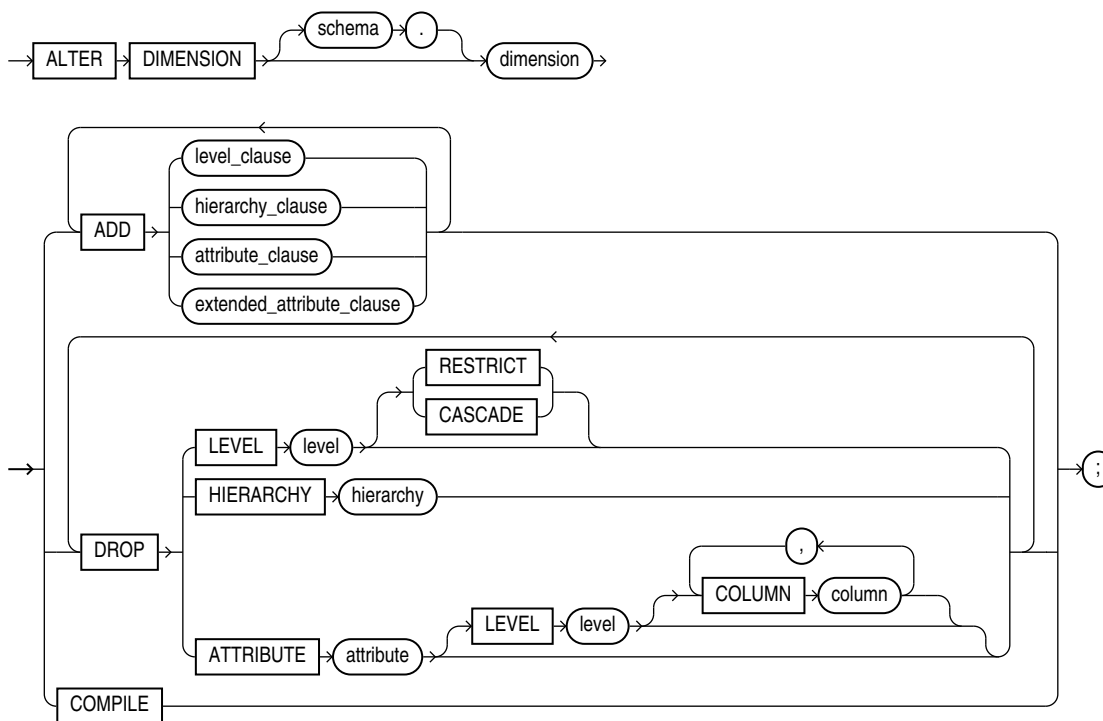 schema .
ALTER DIMENSION dimension
level_clause
hierarchy_clause
ADD
attribute_clause
extended_attribute_clause
RESTRICT
CASCADE
LEVEL level
HIERARCHY hierarchy
;
DROP
,
COLUMN column
LEVEL level
ATTRIBUTE attribute
COMPILE